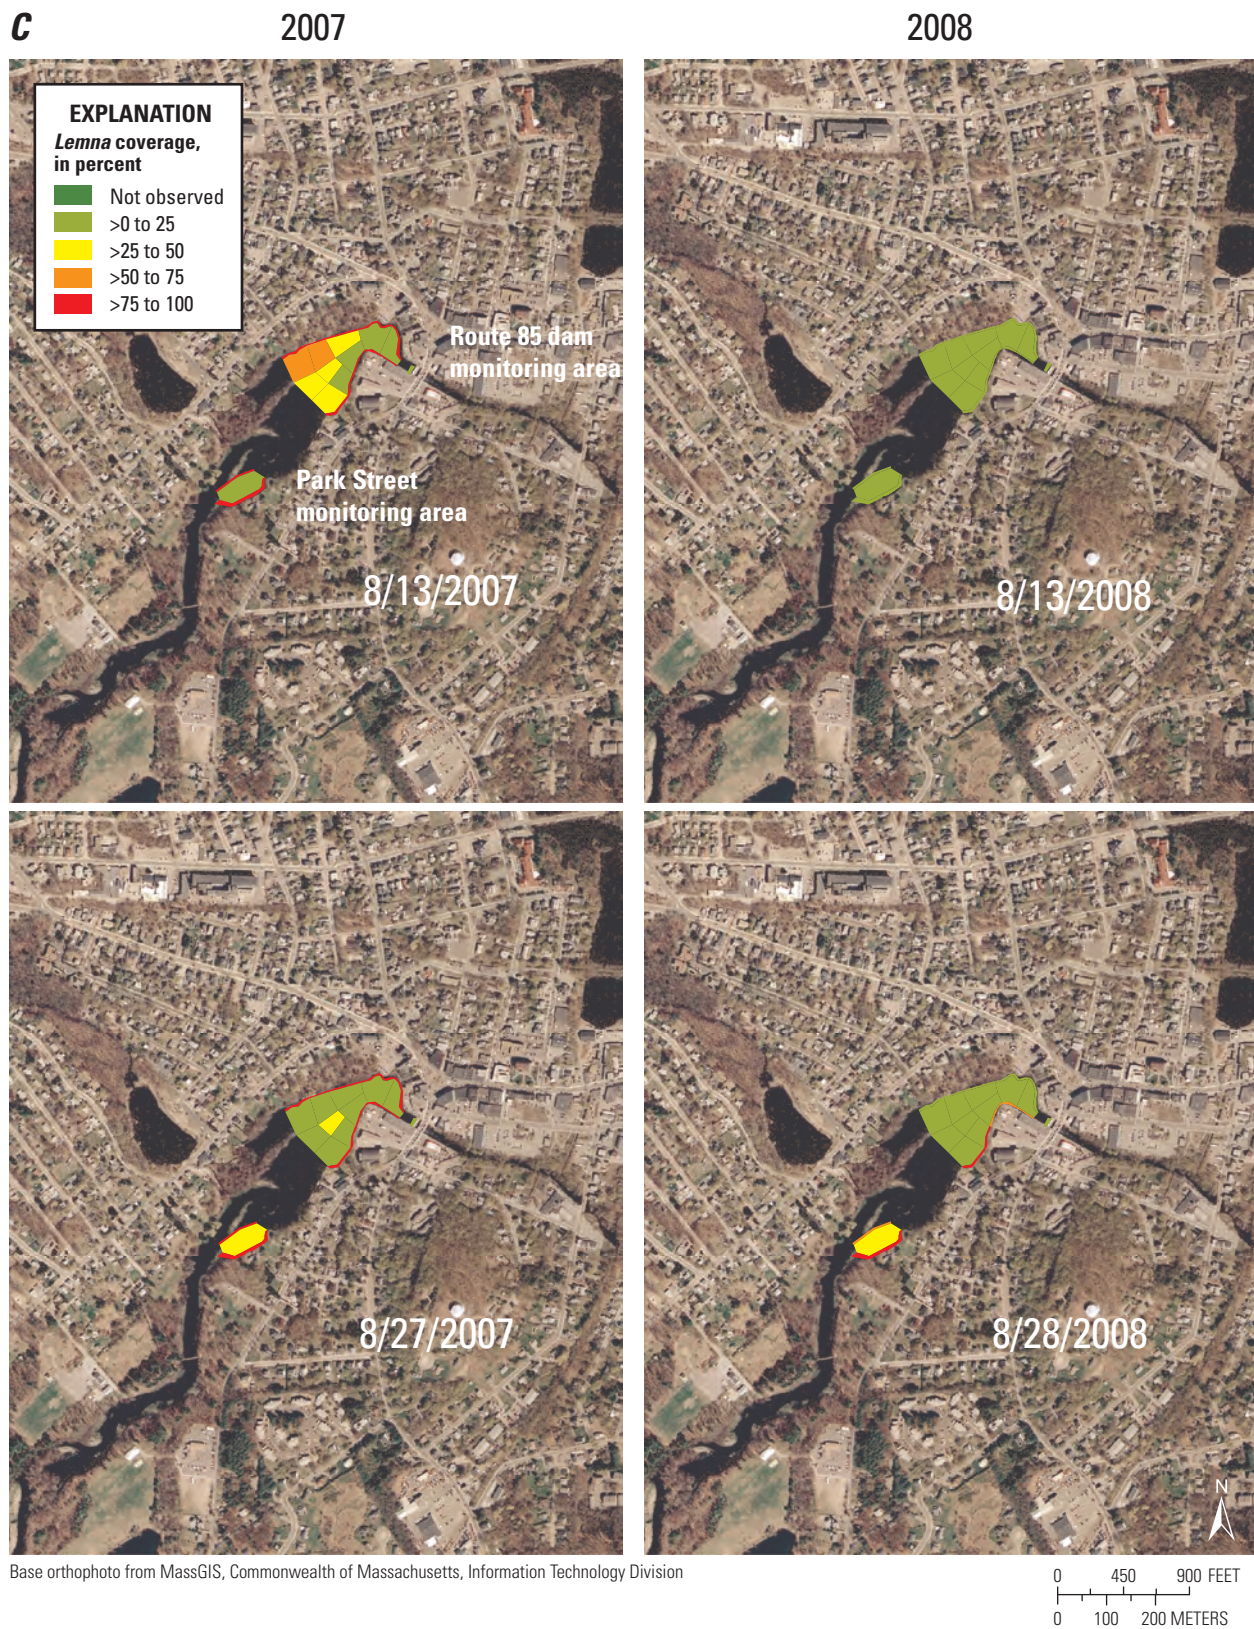 C
2007
2008
EXPLANATION
Lemna coverage,
in percent
Not observed
>0 to 25
>25 to 50
>50 to 75
>75 to 100
Route 85 dam
monitoring area
Park Street
monitoring area
8/13/2007
8/13/2008
8/27/2007
8/28/2008
N
Base orthophoto from MassGIS, Commonwealth of Massachusetts, Information Technology Division
0 450 900 FEET
0 100 200 METERS